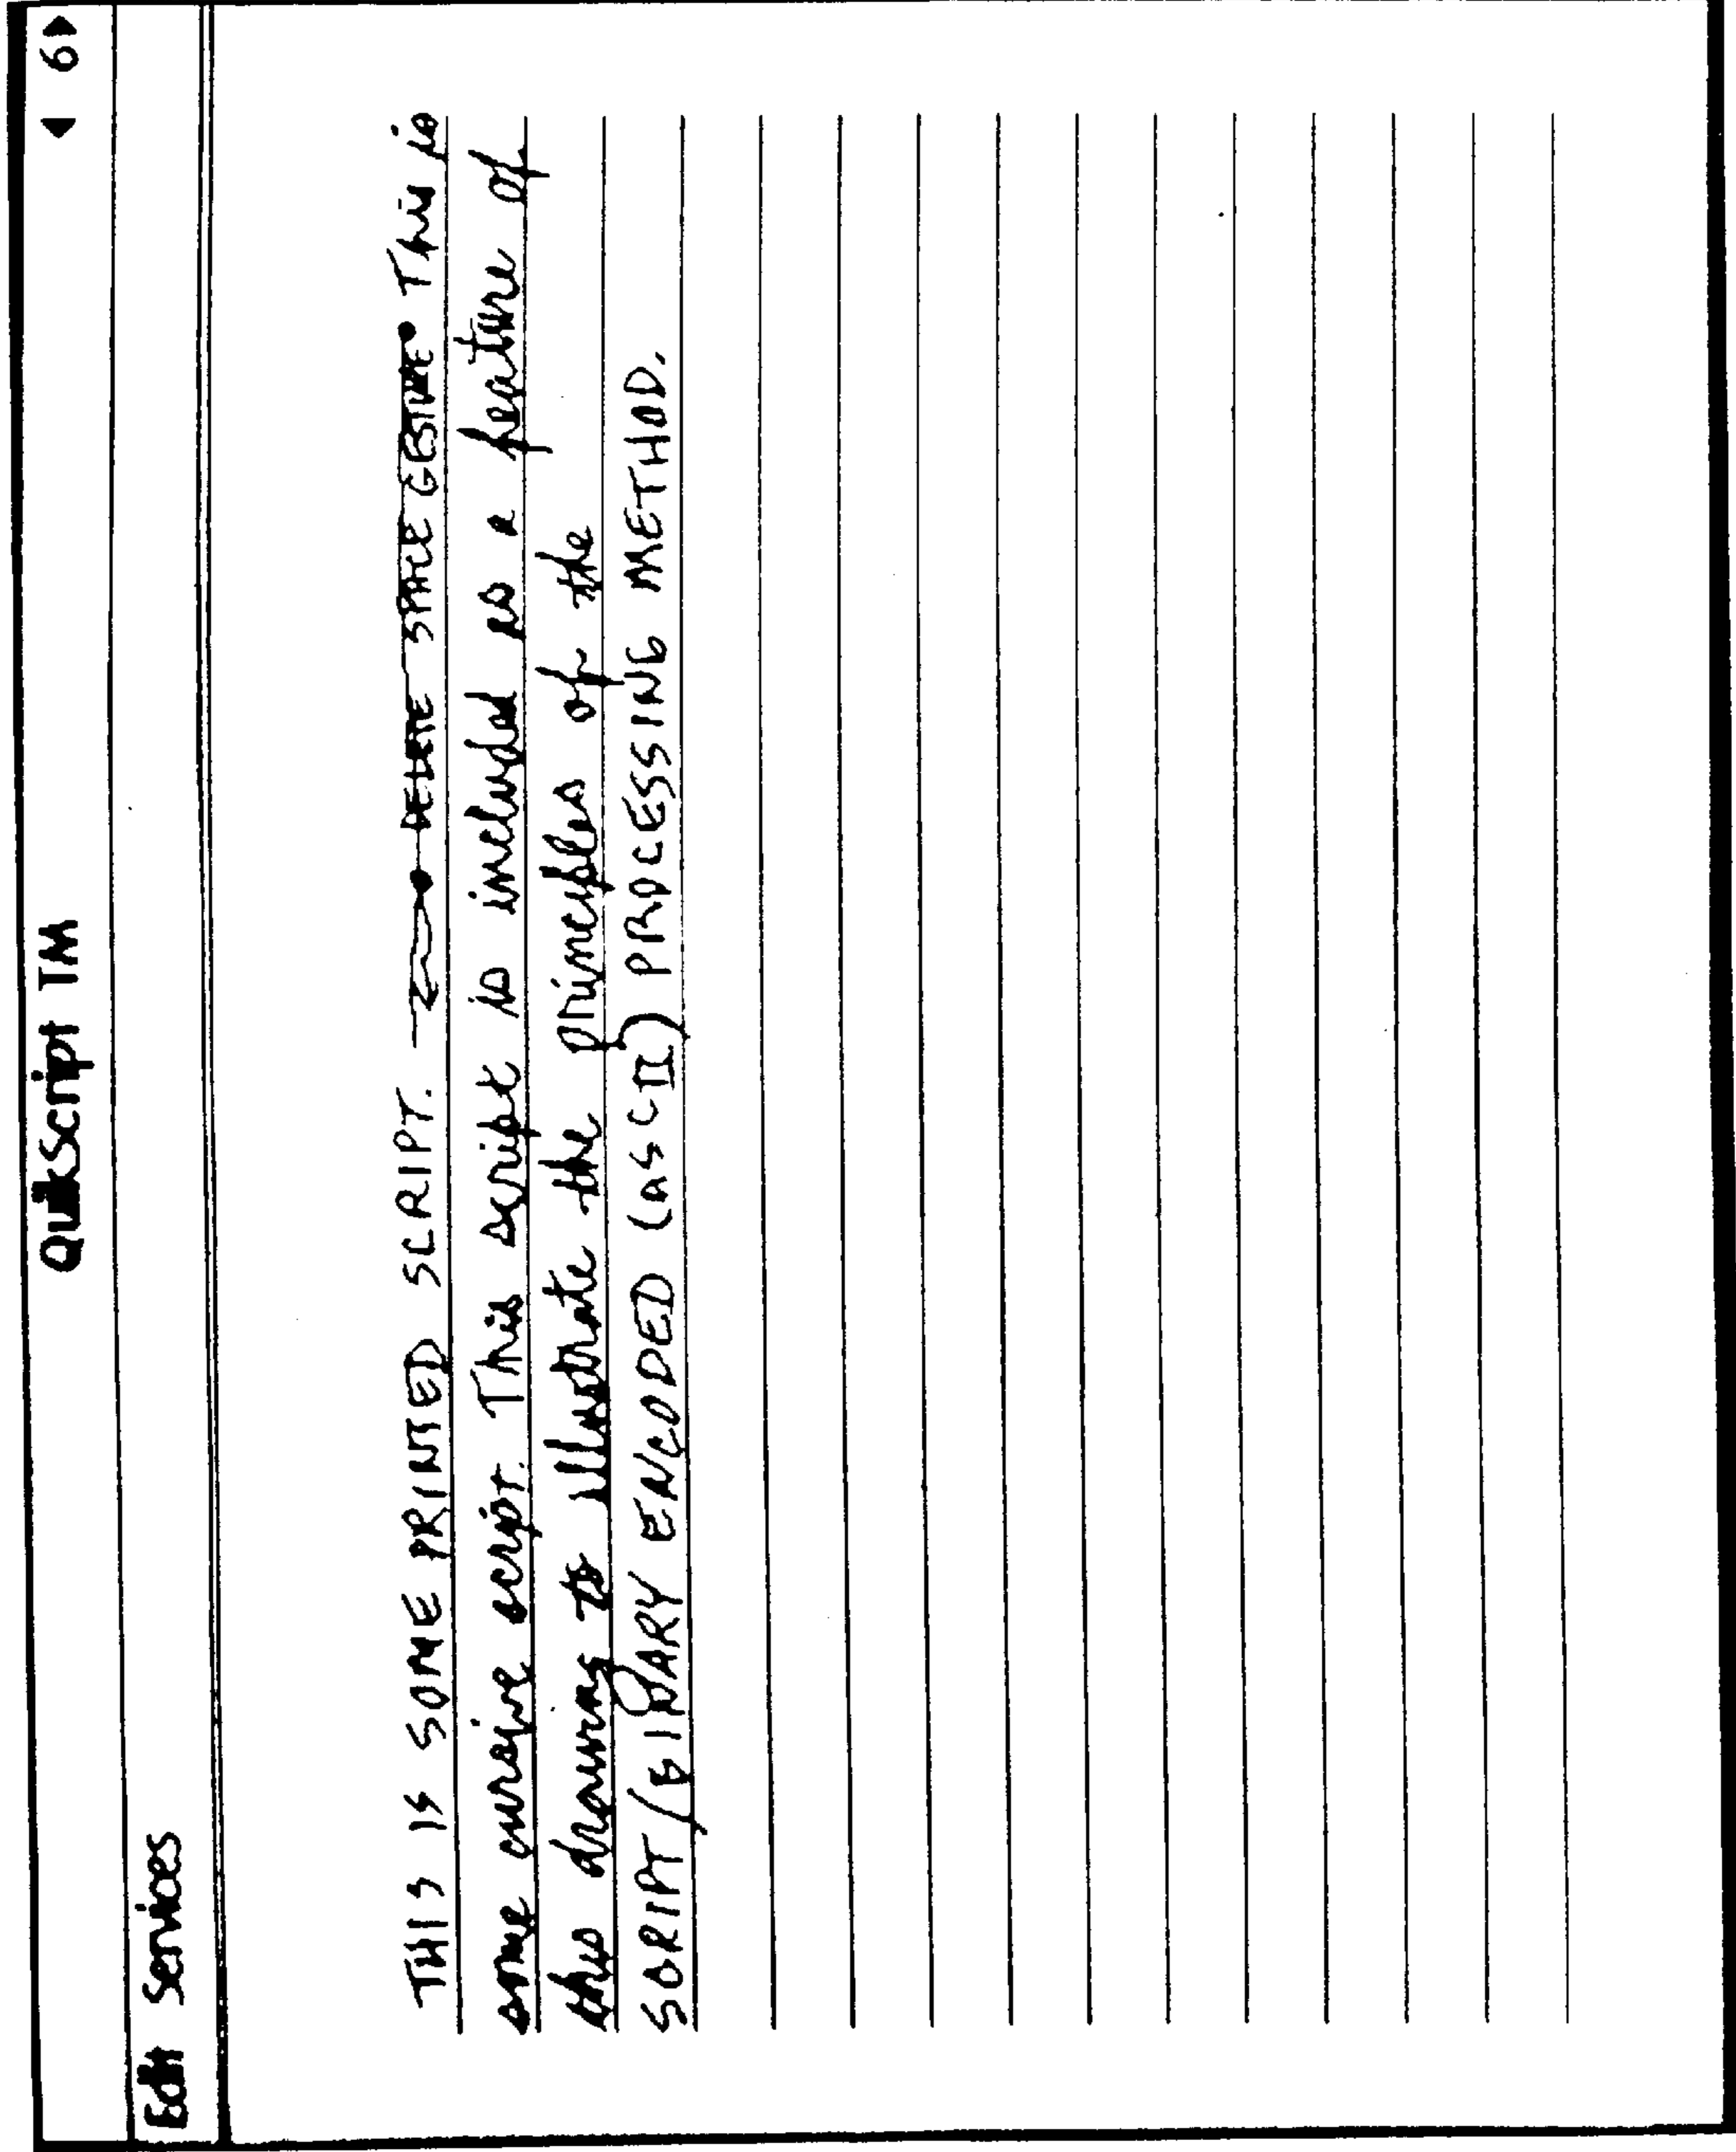 QuikScript TM ◀ 6▶
Edit Services
THIS IS SOME PRINTED SCRIPT. DELETE SPACE GESTURE This is
some cursive script. This script is included as a feature of
this drawing to illustrate the principles of the
SCRIPT/BINARY ENCODED (ASCII) PROCESSING METHOD.